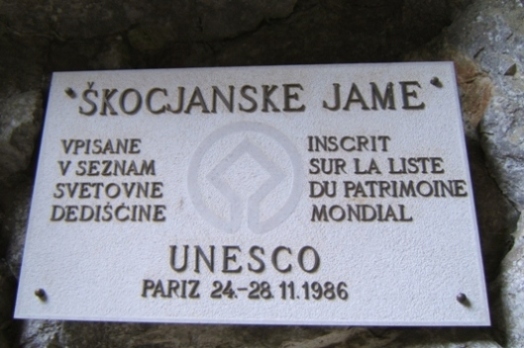 ŠKOCJANSKE JAME
VPISANE
V SEZNAM
SVETOVNE
DEDIŠČINE
INSCRIT
SUR LA LISTE
DU PATRIMOINE
MONDIAL
UNESCO
PARIZ 24.-28.11.1986